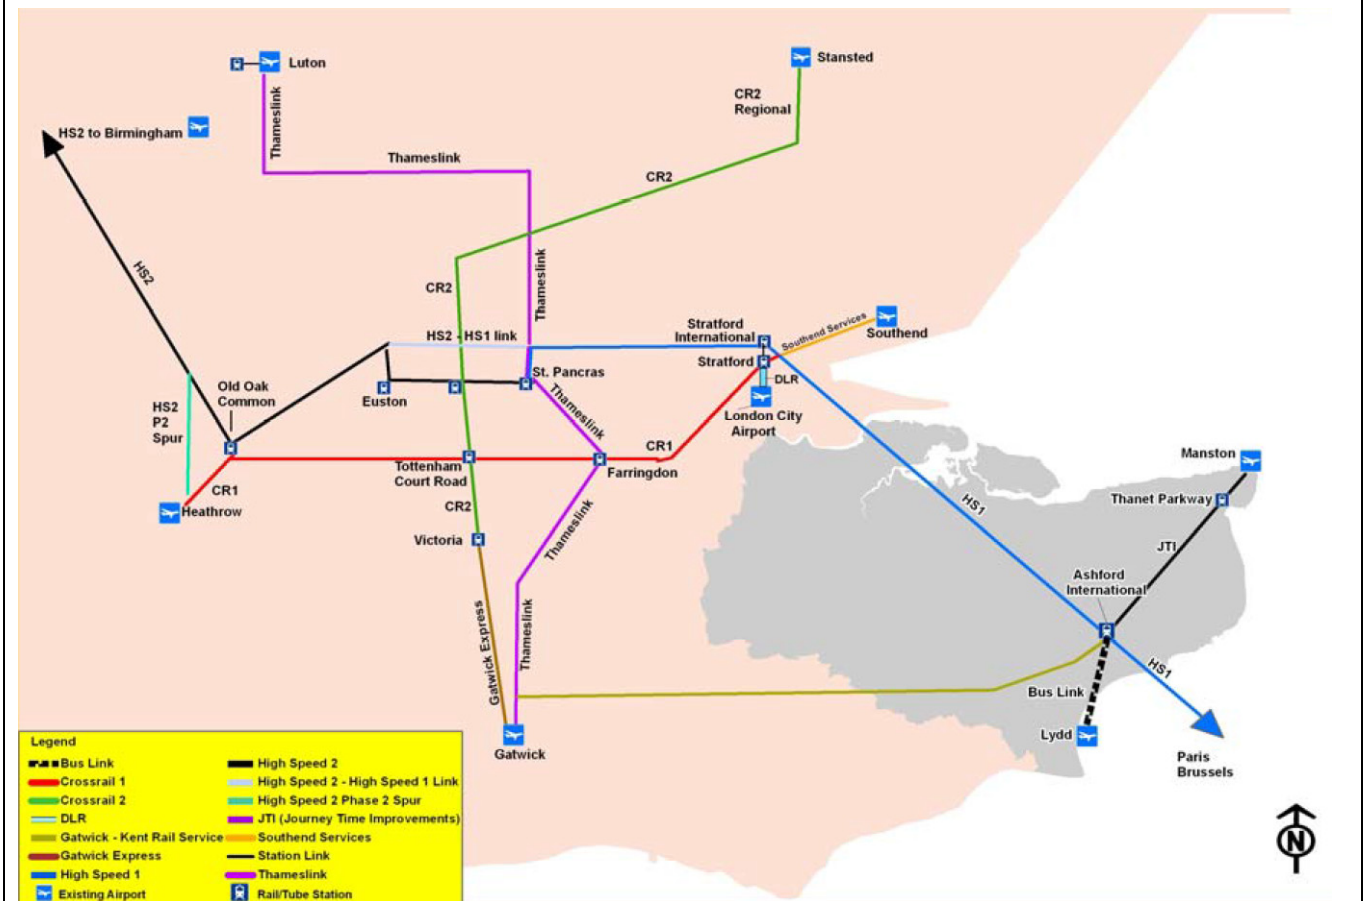 Luton
Stansted
Thameslink
CR2
Regional
HS2 to Birmingham
Thameslink
CR2
HS2
CR2
Thameslink
HS2 - HS1 link
Stratford
International
Southend Services
Southend
Stratford
St. Pancras
DLR
Old Oak
Common
Euston
HS2
P2
Spur
Thameslink
London City
Airport
CR1
Manston
Tottenham
Court Road
Farringdon
CR1
Heathrow
Thanet Parkway
HS1
CR2
Victoria
Thameslink
JTI
Ashford
International
Gatwick Express
Thameslink
HS1
Bus Link
Lydd
Gatwick
Paris
Brussels
Legend
Bus Link
Crossrail 1
Crossrail 2
DLR
Gatwick - Kent Rail Service
Gatwick Express
High Speed 1
Existing Airport
High Speed 2
High Speed 2 - High Speed 1 Link
High Speed 2 Phase 2 Spur
JTI (Journey Time Improvements)
Southend Services
Station Link
Thameslink
Rail/Tube Station
N